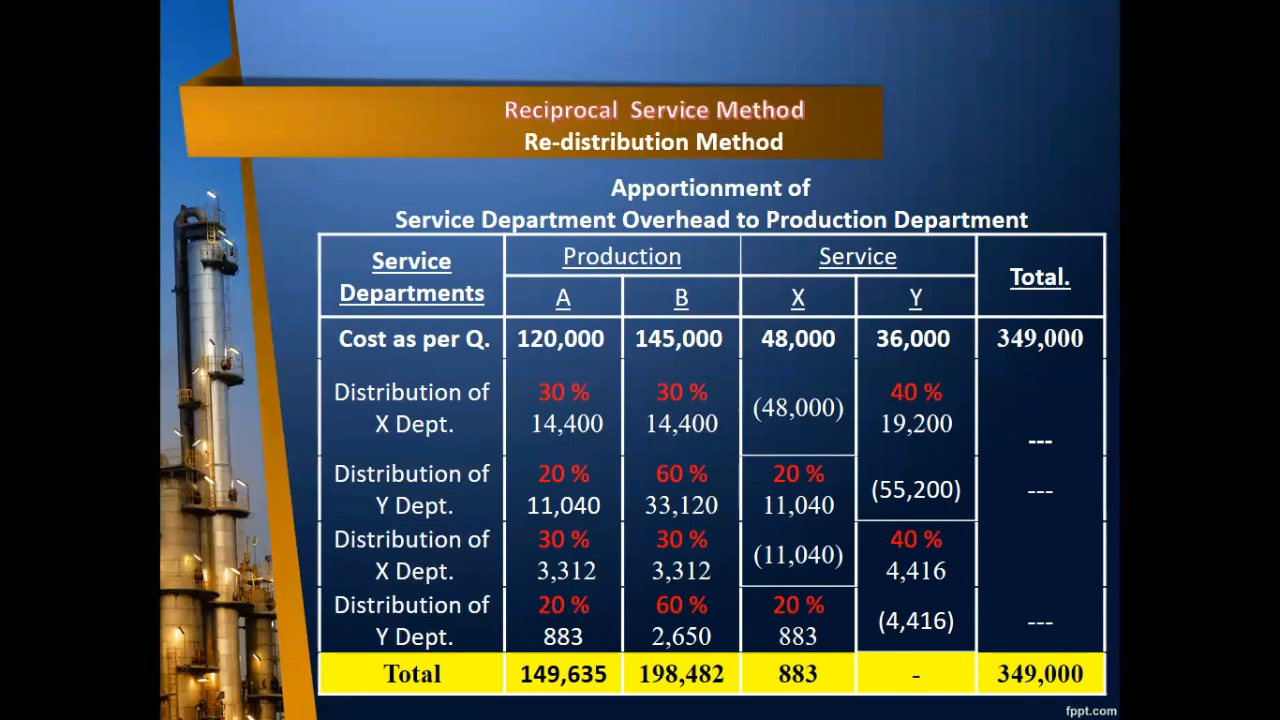 Reciprocal Service Method
Re-distribution Method
Apportionment of
Service Department Overhead to Production Department
Service Departments Production Service Total.
A B X Y
Cost as per Q. 120,000 145,000 48,000 36,000 349,000
Distribution of 30 % 30 % (48,000) 40 %
X Dept. 14,400 14,400 19,200 ---
Distribution of 20 % 60 % 20 % (55,200) ---
Y Dept. 11,040 33,120 11,040
Distribution of 30 % 30 % (11,040) 40 %
X Dept. 3,312 3,312 4,416
Distribution of 20 % 60 % 20 % (4,416) ---
Y Dept. 883 2,650 883
Total 149,635 198,482 883 - 349,000
fppt.com